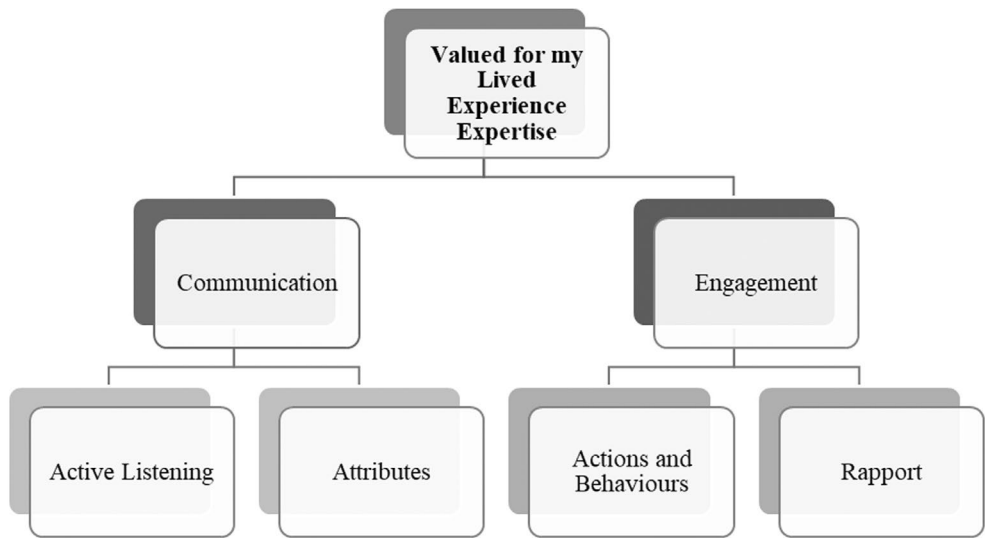 Valued for my
Lived
Experience
Expertise
Communication
Engagement
Active Listening
Attributes
Actions and
Behaviours
Rapport